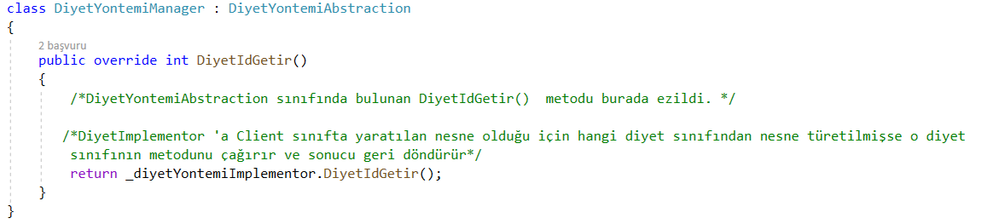 class DiyetYontemiManager : DiyetYontemiAbstraction
{
2 başvuru
public override int DiyetIdGetir()
{
/*DiyetYontemiAbstraction sınıfında bulunan DiyetIdGetir()  metodu burada ezildi. */
/*DiyetImplementor 'a Client sınıfta yaratılan nesne olduğu için hangi diyet sınıfından nesne türetilmişse o diyet
sınıfının metodunu çağırır ve sonucu geri döndürür*/
return _diyetYontemiImplementor.DiyetIdGetir();
}
}